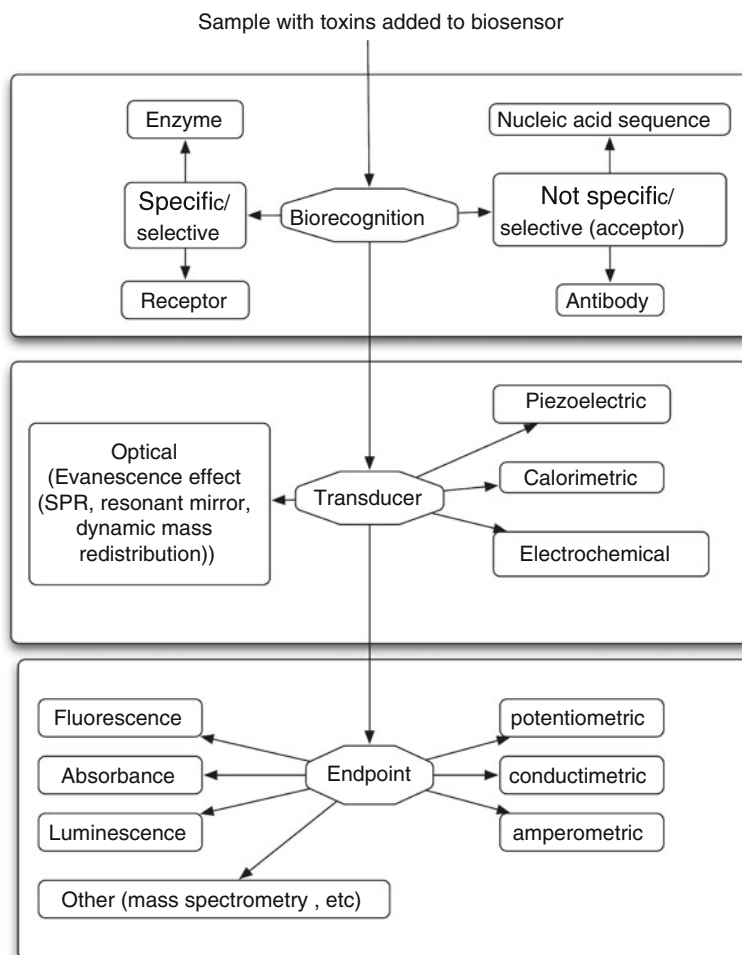 Sample with toxins added to biosensor
Enzyme
Nucleic acid sequence
Specific/
selective
Biorecognition
Not specific/
selective (acceptor)
Receptor
Antibody
Optical
(Evanescence effect
(SPR, resonant mirror,
dynamic mass
redistribution))
Transducer
Piezoelectric
Calorimetric
Electrochemical
Fluorescence
Absorbance
Luminescence
Other (mass spectrometry , etc)
Endpoint
potentiometric
conductimetric
amperometric